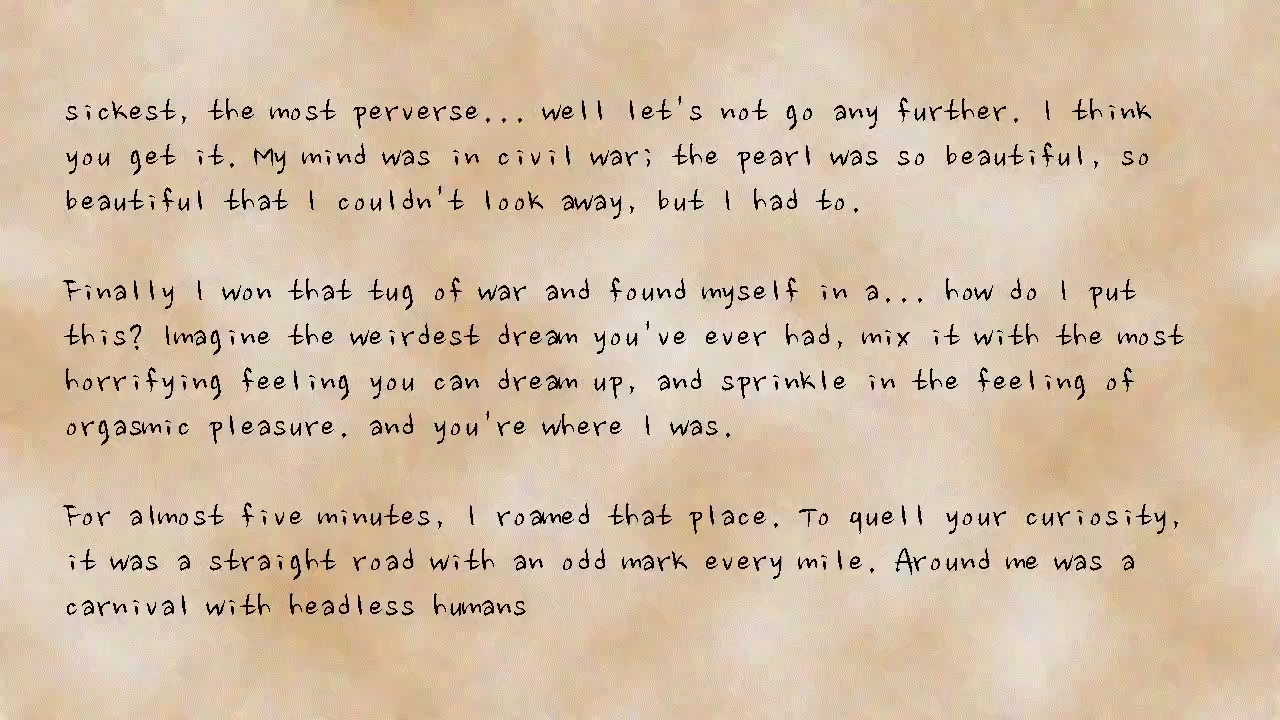 sickest, the most perverse... well let's not go any further. I think
you get it. My mind was in civil war; the pearl was so beautiful, so
beautiful that I couldn't look away, but I had to.
Finally I won that tug of war and found myself in a... how do I put
this? Imagine the weirdest dream you've ever had, mix it with the most
horrifying feeling you can dream up, and sprinkle in the feeling of
orgasmic pleasure. and you're where I was.
For almost five minutes, I roamed that place. To quell your curiosity,
it was a straight road with an odd mark every mile. Around me was a
carnival with headless humans